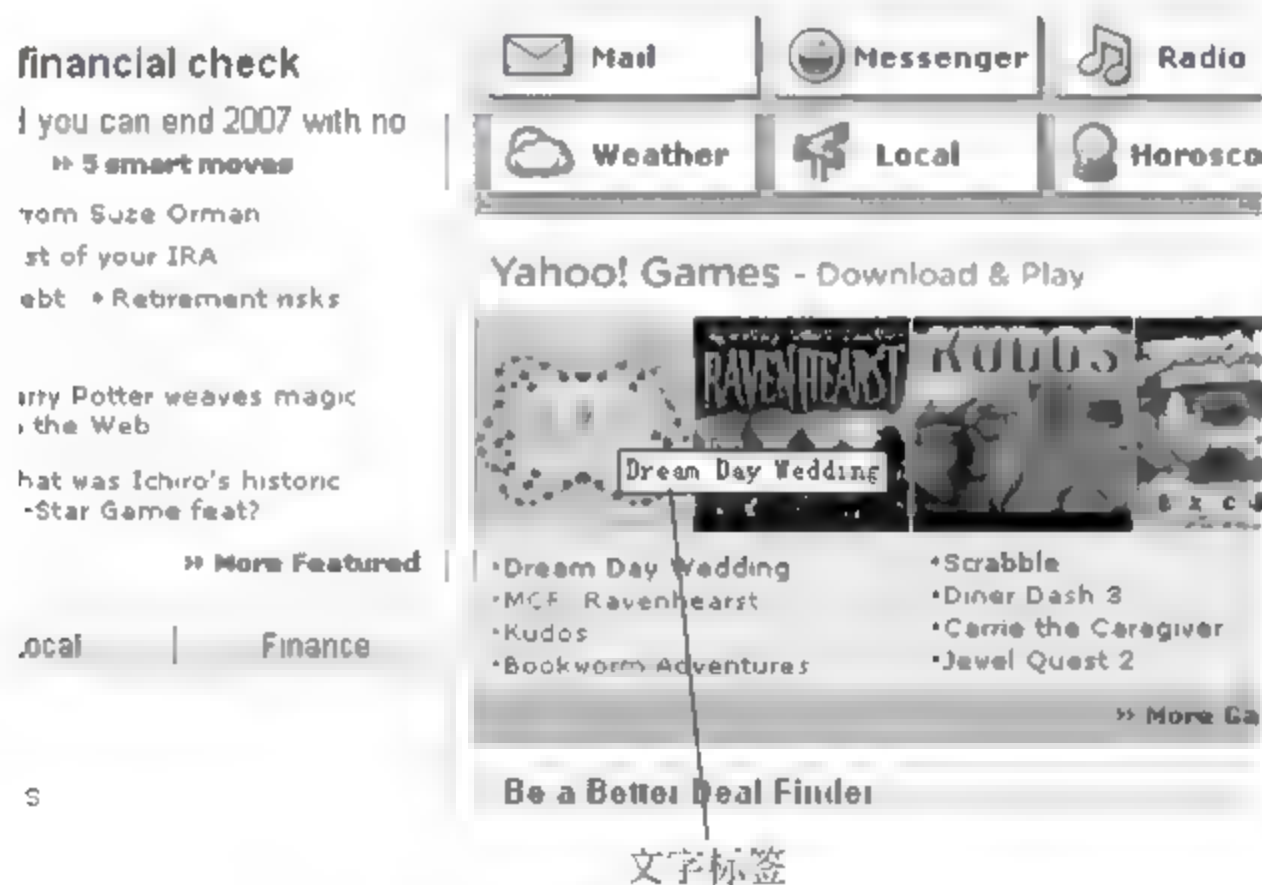 financial check
you can end 2007 with no
» 5 smart moves
from Suze Orman
st of your IRA
ebt • Retirement risks
arry Potter weaves magic
the Web
hat was Ichiro's historic
-Star Game feat?
» More Featured
ocal | Finance
s
Mail
Messenger
Radio
Weather
Local
Horosco
Yahoo! Games - Download & Play
RAVENHEARST
KUDOS
Dream Day Wedding
•Dream Day Wedding
•MCF Ravenhearst
•Kudos
•Bookworm Adventures
•Scrabble
•Diner Dash 3
•Carrie the Caregiver
•Jewel Quest 2
» More Ga
Be a Better Deal Finder
文字标签